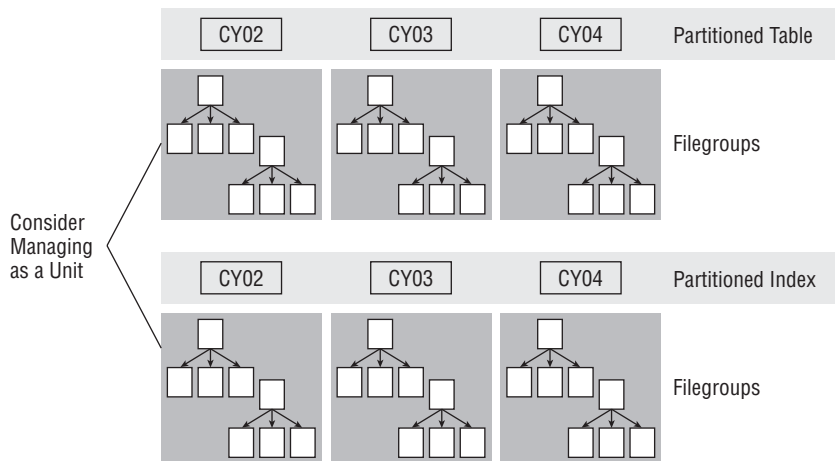 CY02 CY03 CY04 Partitioned Table
Filegroups
Consider
Managing
as a Unit
CY02 CY03 CY04 Partitioned Index
Filegroups